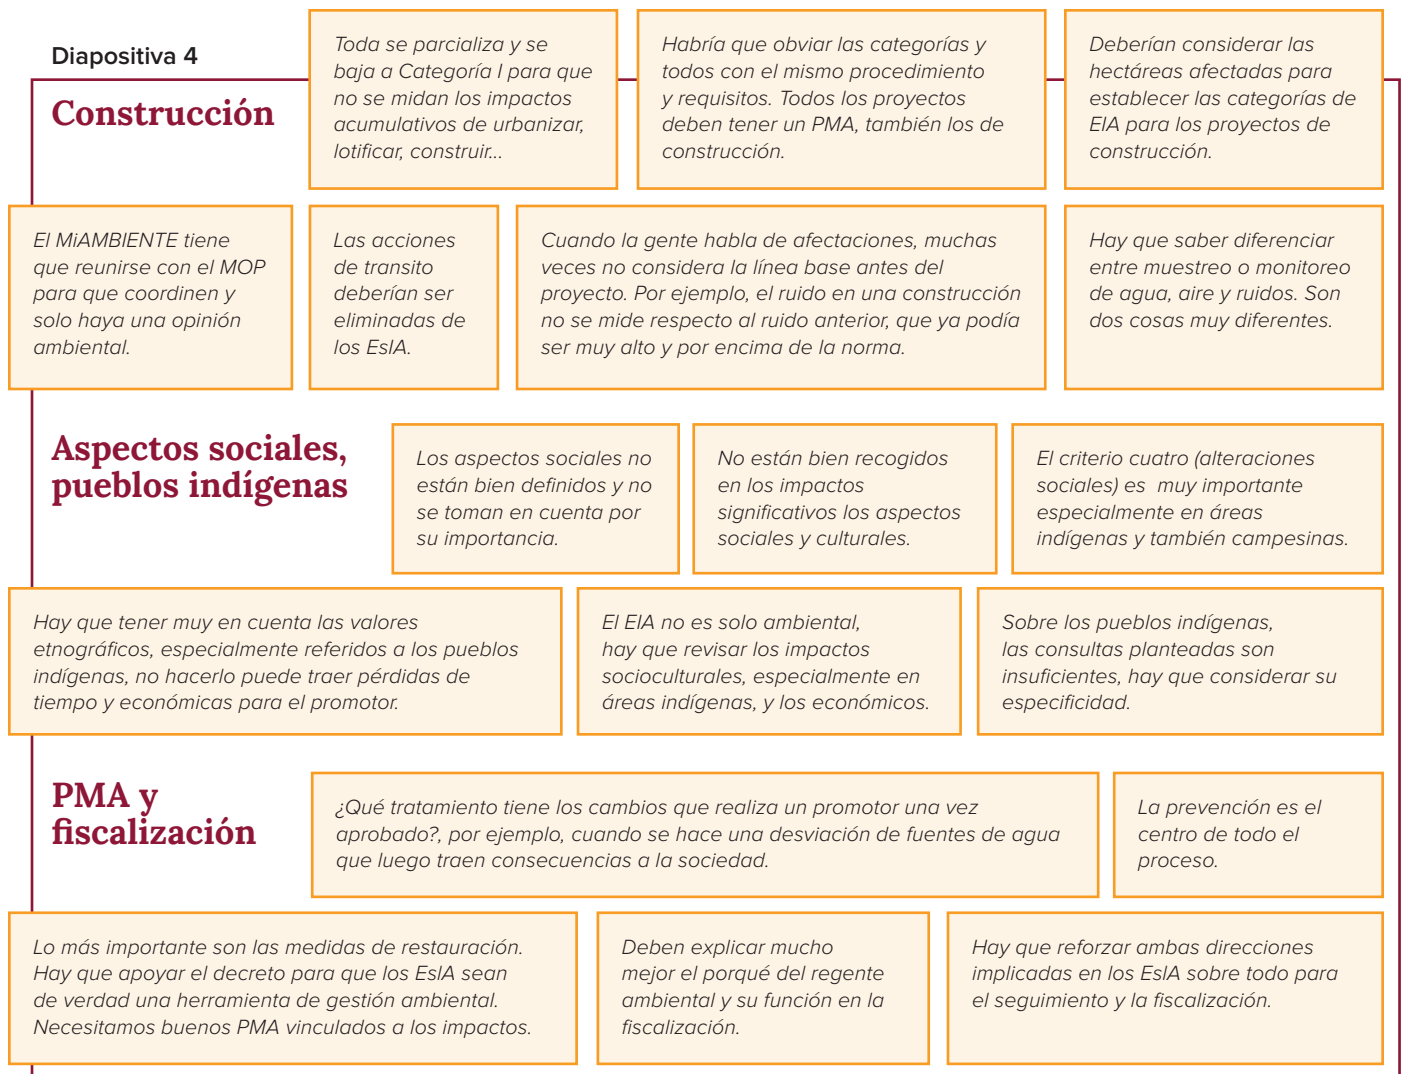 Diapositiva 4
Construcción
Toda se parcializa y se
baja a Categoría I para que
no se midan los impactos
acumulativos de urbanizar,
lotificar, construir...
Habría que obviar las categorías y
todos con el mismo procedimiento
y requisitos. Todos los proyectos
deben tener un PMA, también los de
construcción.
Deberían considerar las
hectáreas afectadas para
establecer las categorías de
EIA para los proyectos de
construcción.
El MiAMBIENTE tiene
que reunirse con el MOP
para que coordinen y
solo haya una opinión
ambiental.
Las acciones
de transito
deberían ser
eliminadas de
los EsIA.
Cuando la gente habla de afectaciones, muchas
veces no considera la línea base antes del
proyecto. Por ejemplo, el ruido en una construcción
no se mide respecto al ruido anterior, que ya podía
ser muy alto y por encima de la norma.
Hay que saber diferenciar
entre muestreo o monitoreo
de agua, aire y ruidos. Son
dos cosas muy diferentes.
Aspectos sociales,
pueblos indígenas
Los aspectos sociales no
están bien definidos y no
se toman en cuenta por
su importancia.
No están bien recogidos
en los impactos
significativos los aspectos
sociales y culturales.
El criterio cuatro (alteraciones
sociales) es muy importante
especialmente en áreas
indígenas y también campesinas.
Hay que tener muy en cuenta las valores
etnográficos, especialmente referidos a los pueblos
indígenas, no hacerlo puede traer pérdidas de
tiempo y económicas para el promotor.
El EIA no es solo ambiental,
hay que revisar los impactos
socioculturales, especialmente en
áreas indígenas, y los económicos.
Sobre los pueblos indígenas,
las consultas planteadas son
insuficientes, hay que considerar su
especificidad.
PMA y
fiscalización
¿Qué tratamiento tiene los cambios que realiza un promotor una vez
aprobado?, por ejemplo, cuando se hace una desviación de fuentes de agua
que luego traen consecuencias a la sociedad.
La prevención es el
centro de todo el
proceso.
Lo más importante son las medidas de restauración.
Hay que apoyar el decreto para que los EsIA sean
de verdad una herramienta de gestión ambiental.
Necesitamos buenos PMA vinculados a los impactos.
Deben explicar mucho
mejor el porqué del regente
ambiental y su función en la
fiscalización.
Hay que reforzar ambas direcciones
implicadas en los EsIA sobre todo para
el seguimiento y la fiscalización.